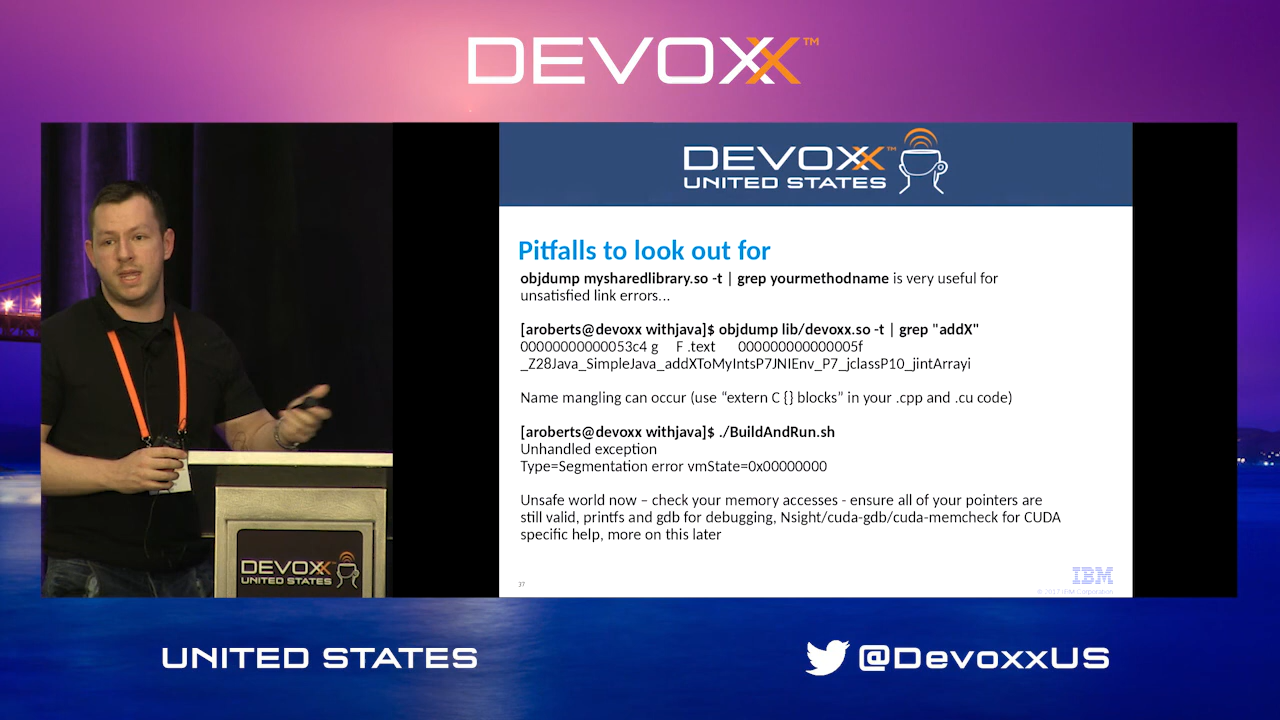 DEVOXX™
DEVOXX™
UNITED STATES
Pitfalls to look out for
objdump mysharedlibrary.so -t | grep yourmethodname is very useful for
unsatisfied link errors...
[aroberts@devoxx withjava]$ objdump lib/devoxx.so -t | grep "addX"
00000000000053c4 g F .text 000000000000005f
_Z28Java_SimpleJava_addXToMyIntsP7JNIEnv_P7_jclassP10_jintArrayi
Name mangling can occur (use “extern C {} blocks” in your .cpp and .cu code)
[aroberts@devoxx withjava]$ ./BuildAndRun.sh
Unhandled exception
Type=Segmentation error vmState=0x00000000
Unsafe world now – check your memory accesses - ensure all of your pointers are
still valid, printfs and gdb for debugging, Nsight/cuda-gdb/cuda-memcheck for CUDA
specific help, more on this later
37
IBM
© 2017 IBM Corporation
DEVOXX
UNITED STATES
UNITED STATES
@DevoxxUS